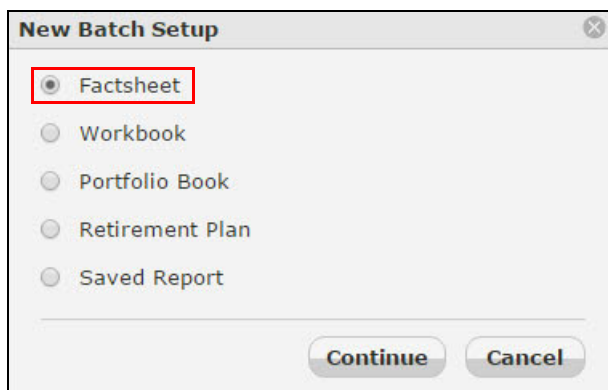 New Batch Setup
Factsheet
Workbook
Portfolio Book
Retirement Plan
Saved Report
Continue Cancel